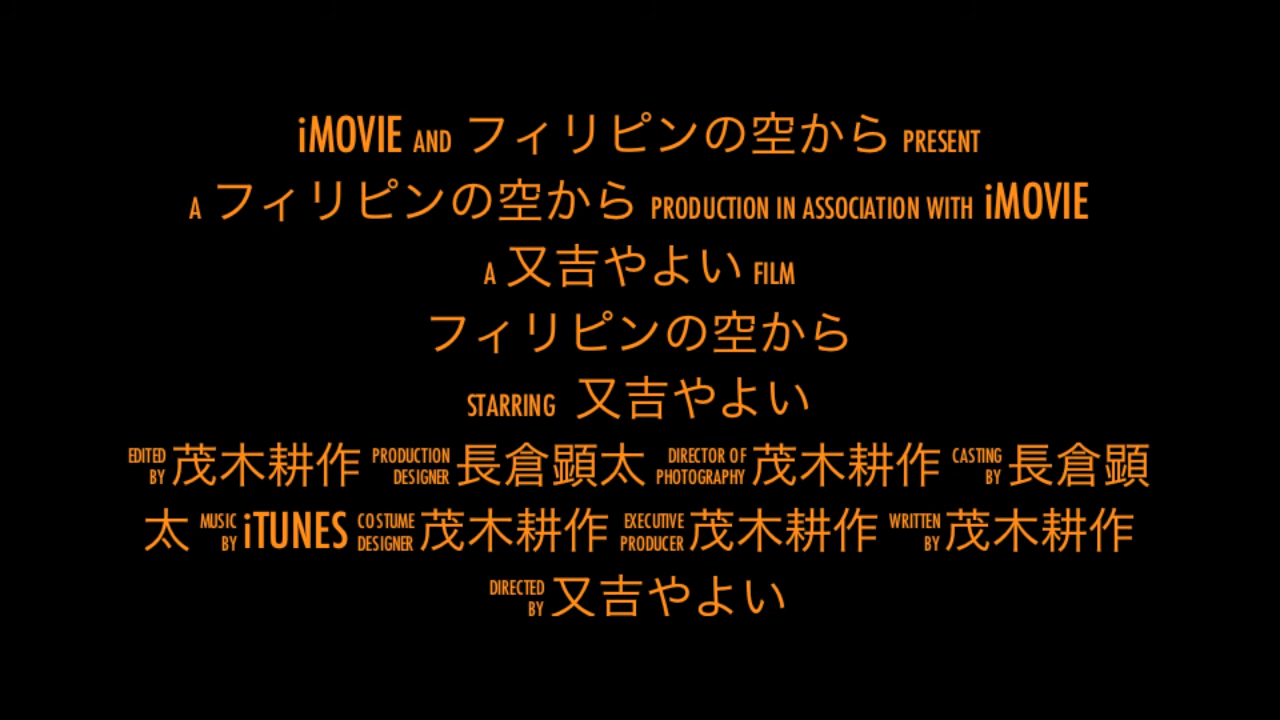 iMOVIE AND フィリピンの空から PRESENT
A フィリピンの空から PRODUCTION IN ASSOCIATION WITH iMOVIE
A 又吉やよい FILM
フィリピンの空から
STARRING 又吉やよい
EDITED BY 茂木耕作 PRODUCTION DESIGNER 長倉顕太 DIRECTOR OF PHOTOGRAPHY 茂木耕作 CASTING BY 長倉顕
太 MUSIC BY iTUNES COSTUME DESIGNER 茂木耕作 EXECUTIVE PRODUCER 茂木耕作 WRITTEN BY 茂木耕作
DIRECTED BY 又吉やよい